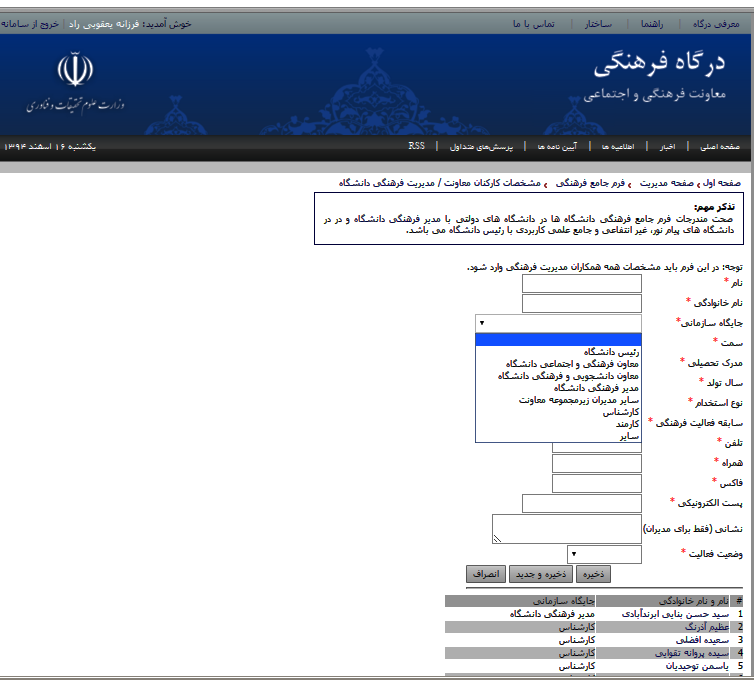 معرفی درگاه | راهنما | ساختار | تماس با ما
خوش آمدید: فرزانه یعقوبی راد | خروج از سامانه
درگاه فرهنگی
معاونت فرهنگی و اجتماعی
وزارت علوم تحقیقات و فناوری
صفحه اصلی | اخبار | اطلاعیه ها | آیین نامه ها | پرسش‌های متداول | RSS
یکشنبه ۱۶ اسفند ۱۳۹۴
صفحه اول ، صفحه مدیریت ، فرم جامع فرهنگی ، مشخصات کارکنان معاونت / مدیریت فرهنگی دانشگاه
تذکر مهم:
صحت مندرجات فرم جامع فرهنگی دانشگاه ها در دانشگاه های دولتی با مدیر فرهنگی دانشگاه و در در
دانشگاه های پیام نور، غیر انتفاعی و جامع علمی کاربردی با رئیس دانشگاه می باشد.
توجه: در این فرم باید مشخصات همه همکاران مدیریت فرهنگی وارد شود.
نام *
نام خانوادگی *
جایگاه سازمانی*
رئیس دانشگاه
معاون فرهنگی و اجتماعی دانشگاه
معاون دانشجویی و فرهنگی دانشگاه
مدیر فرهنگی دانشگاه
سایر مدیران زیرمجموعه معاونت
کارشناس
کارمند
سایر
سمت *
مدرک تحصیلی *
سال تولد *
نوع استخدام *
سابقه فعالیت فرهنگی *
تلفن *
همراه *
فاکس *
پست الکترونیکی *
نشانی (فقط برای مدیران)
وضعیت فعالیت *
ذخیره ذخیره و جدید انصراف
# نام و نام خانوادگی جایگاه سازمانی
1 سید حسن بنایی ابرندآبادی مدیر فرهنگی دانشگاه
2 عظیم آذرنگ کارشناس
3 سعیده افضلی کارشناس
4 سیده پروانه تقوایی کارشناس
5 یاسمن توحیدیان کارشناس